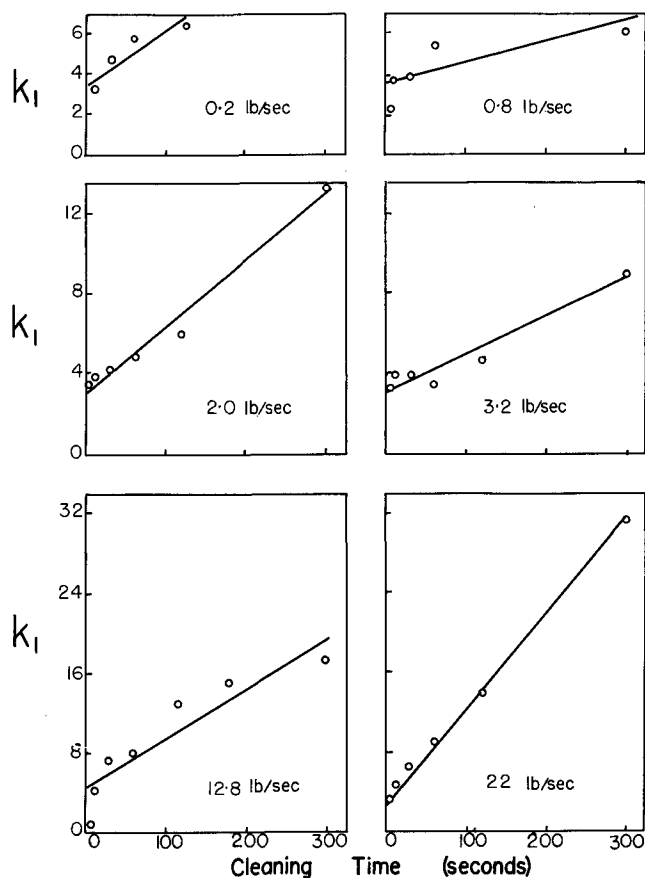 6
4
2
0
k₁
0·2 lb/sec
0·8 lb/sec
12
8
4
0
k₁
2·0 lb/sec
3·2 lb/sec
32
24
16
8
0
k₁
12·8 lb/sec
22 lb/sec
0 100 200 300
0 100 200 300
Cleaning Time (seconds)